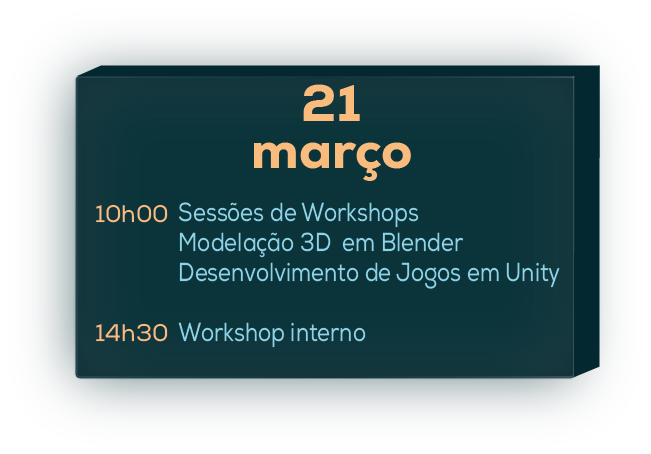 21
março
10h00 Sessões de Workshops
Modelação 3D em Blender
Desenvolvimento de Jogos em Unity
14h30 Workshop interno